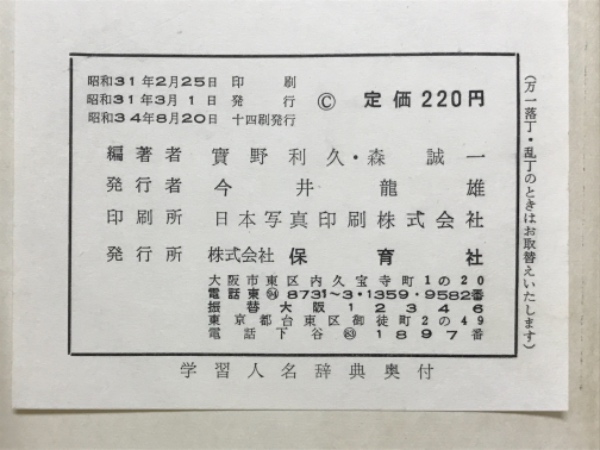 昭和31年2月25日 印刷
昭和31年3月1日 発行
昭和34年8月20日 十四刷発行
© 定価220円
編著者 實野利久・森誠一
発行者 今井龍雄
印刷所 日本写真印刷株式会社
発行所 株式会社 保育社
大阪市東区内久宝寺町1の20
電話東(94)8731~3・1359・9582番
振替大阪12346
東京都台東区御徒町2の49
電話下谷(83)1897番
学習人名辞典奥付
(万一落丁・乱丁のときはお取替えいたします)